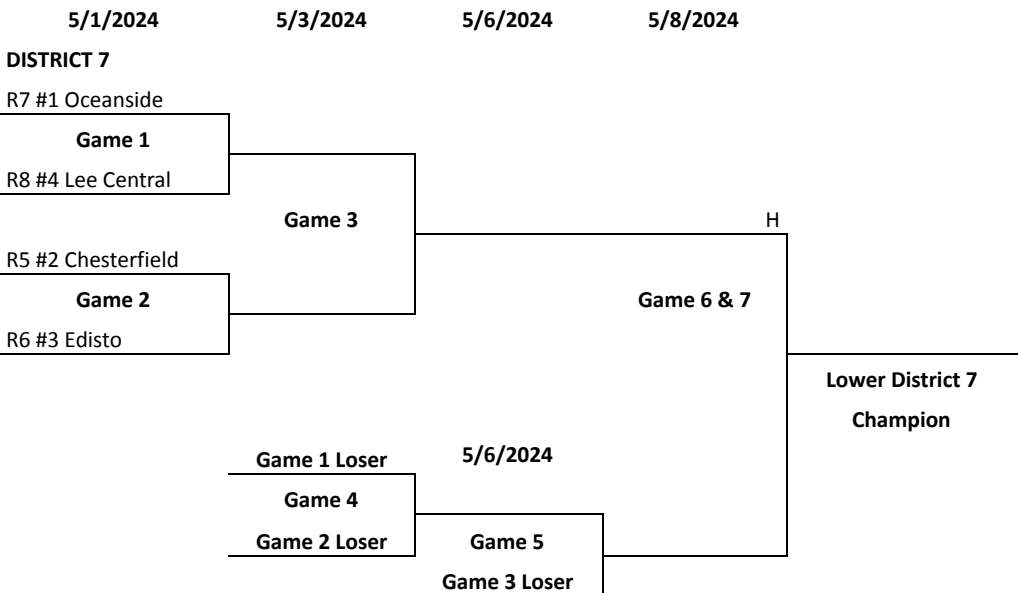 5/1/2024 5/3/2024 5/6/2024 5/8/2024
DISTRICT 7
R7 #1 Oceanside
Game 1
R8 #4 Lee Central
Game 3 H
R5 #2 Chesterfield
Game 2 Game 6 & 7
R6 #3 Edisto
Lower District 7
Champion
Game 1 Loser 5/6/2024
Game 4
Game 2 Loser Game 5
Game 3 Loser